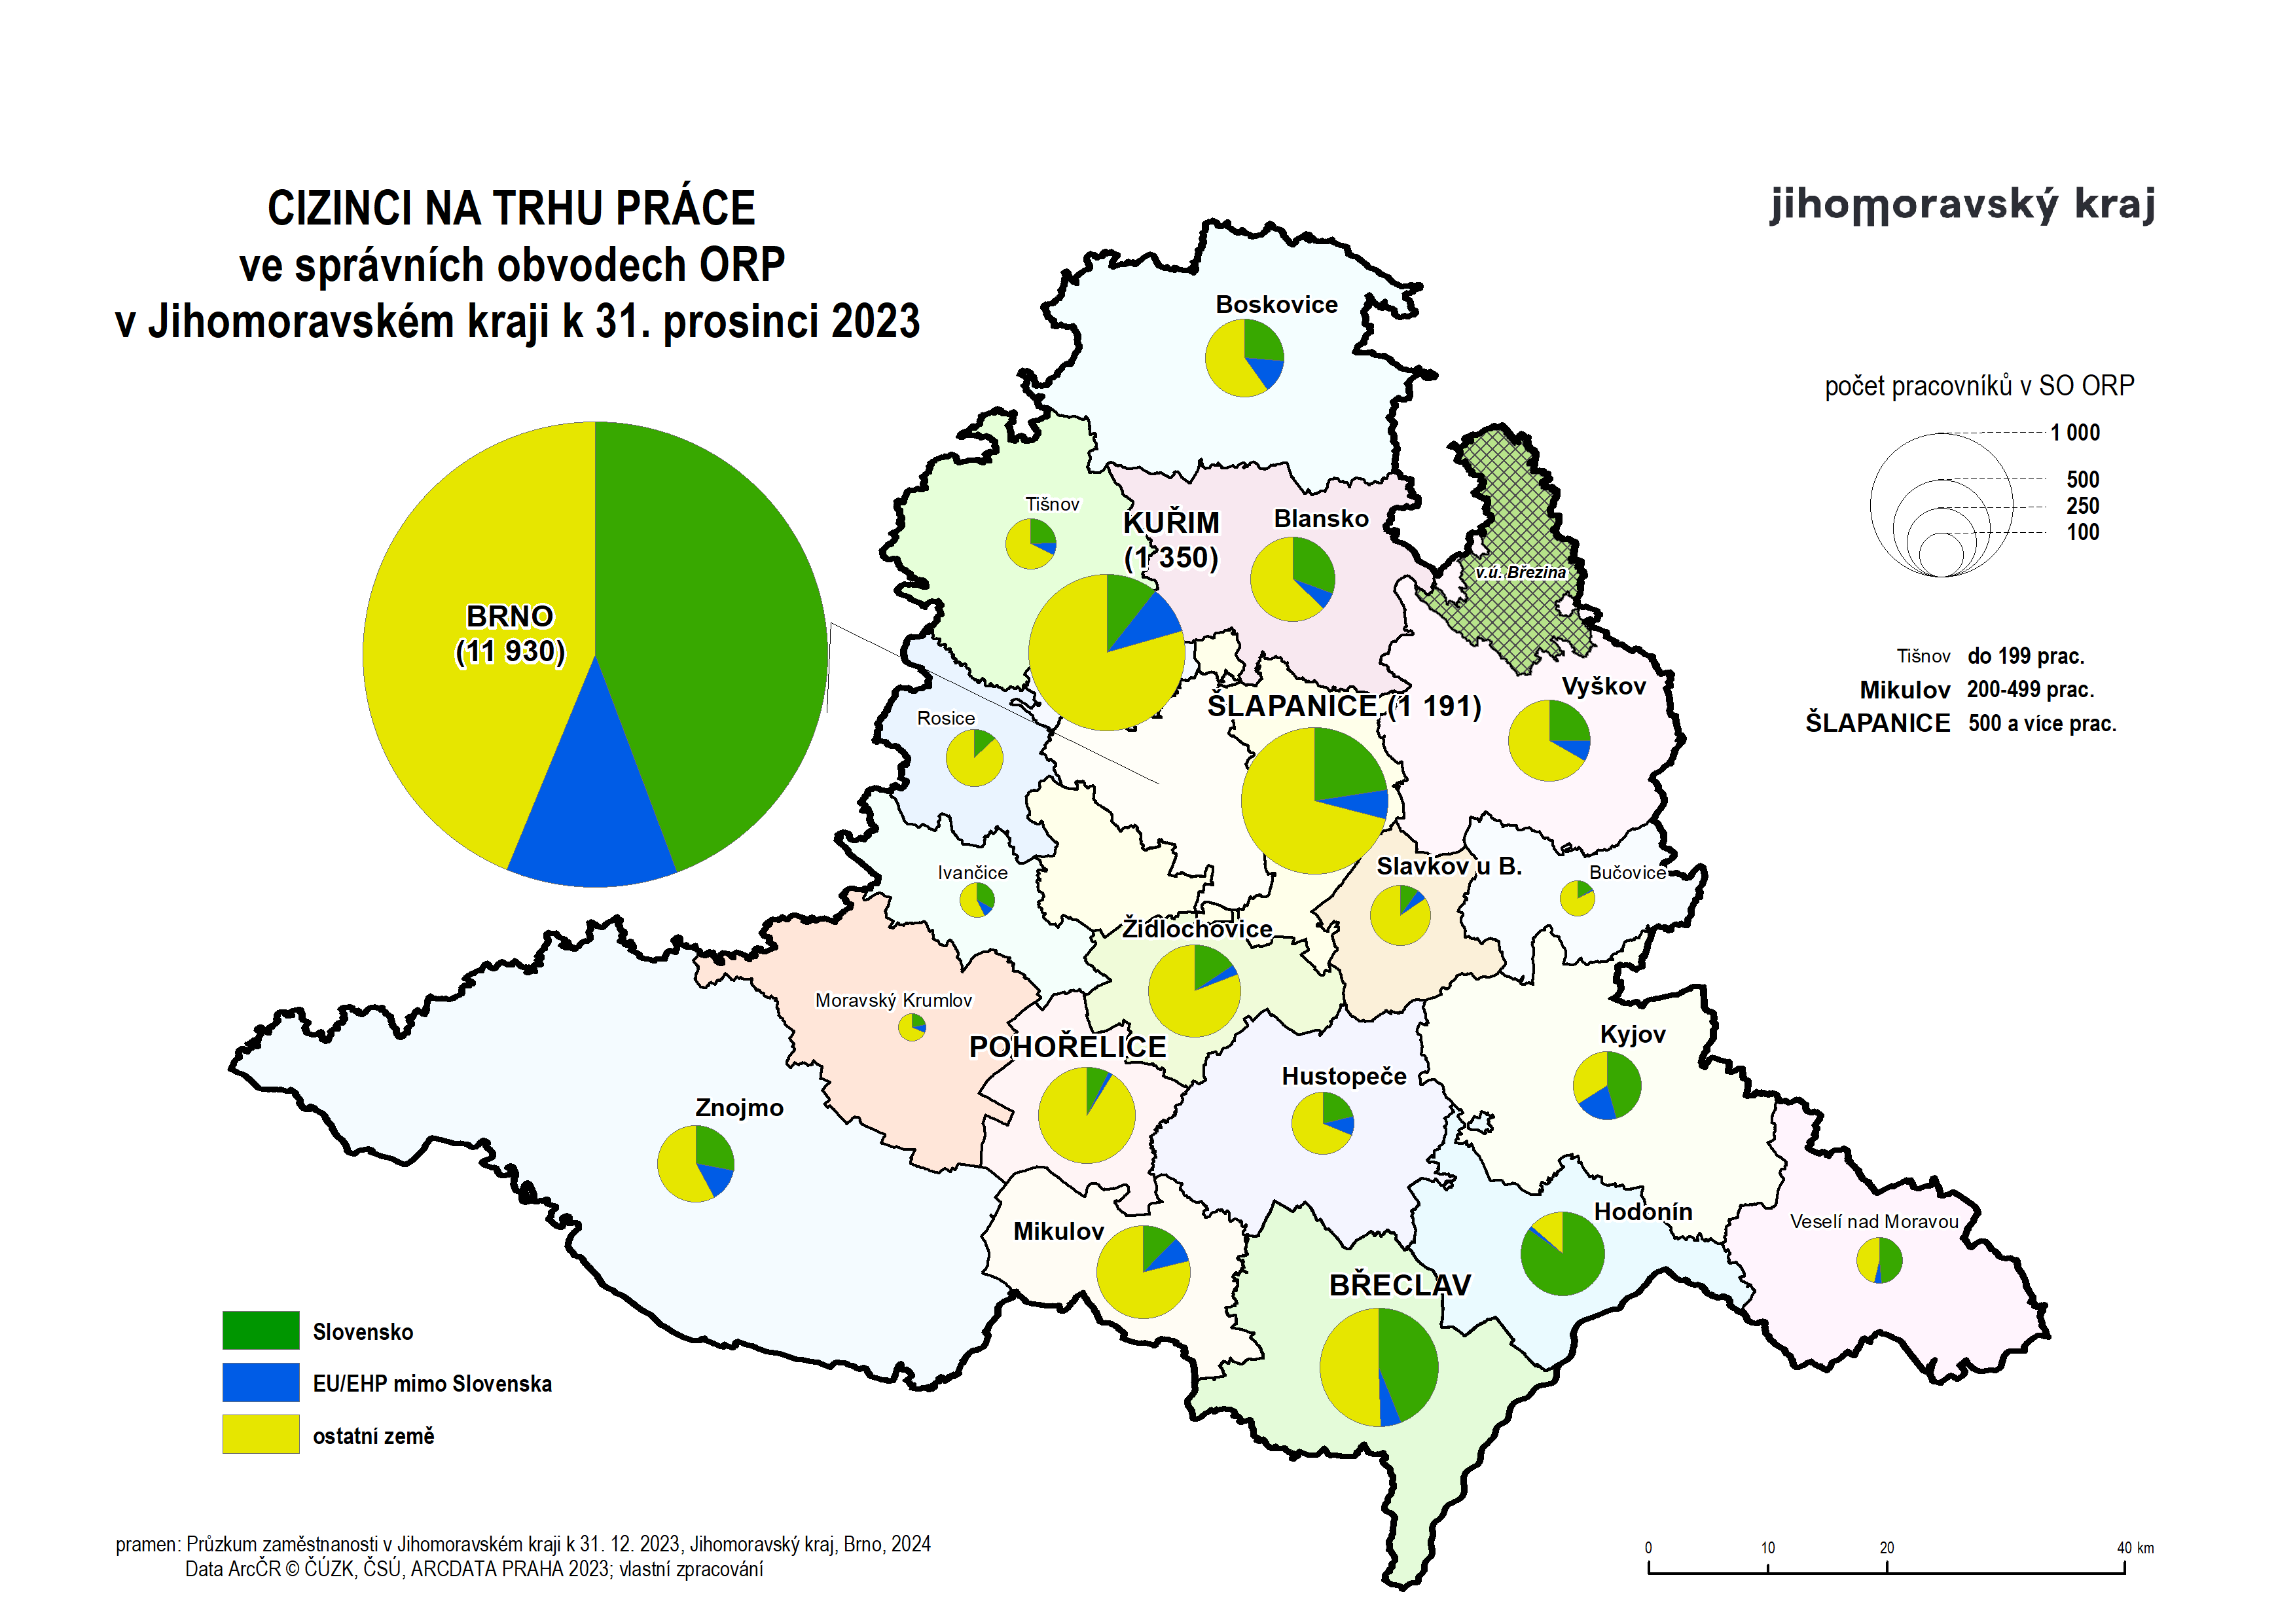 CIZINCI NA TRHU PRÁCE
ve správních obvodech ORP
v Jihomoravském kraji k 31. prosinci 2023
jihomoravský kraj
počet pracovníků v SO ORP
1 000
500
250
100
Tišnov do 199 prac.
Mikulov 200-499 prac.
ŠLAPANICE 500 a více prac.
BRNO
(11 930)
Boskovice
Tišnov
KUŘIM
(1 350)
Blansko
v.ú. Březina
Vyškov
ŠLAPANICE (1 191)
Rosice
Ivančice
Slavkov u B.
Bučovice
Židlochovice
Moravský Krumlov
POHOŘELICE
Kyjov
Hustopeče
Znojmo
Mikulov
Hodonín
Veselí nad Moravou
BŘECLAV
Slovensko
EU/EHP mimo Slovenska
ostatní země
pramen: Průzkum zaměstnanosti v Jihomoravském kraji k 31. 12. 2023, Jihomoravský kraj, Brno, 2024
Data ArcČR © ČÚZK, ČSÚ, ARCDATA PRAHA 2023; vlastní zpracování
0 10 20 40 km